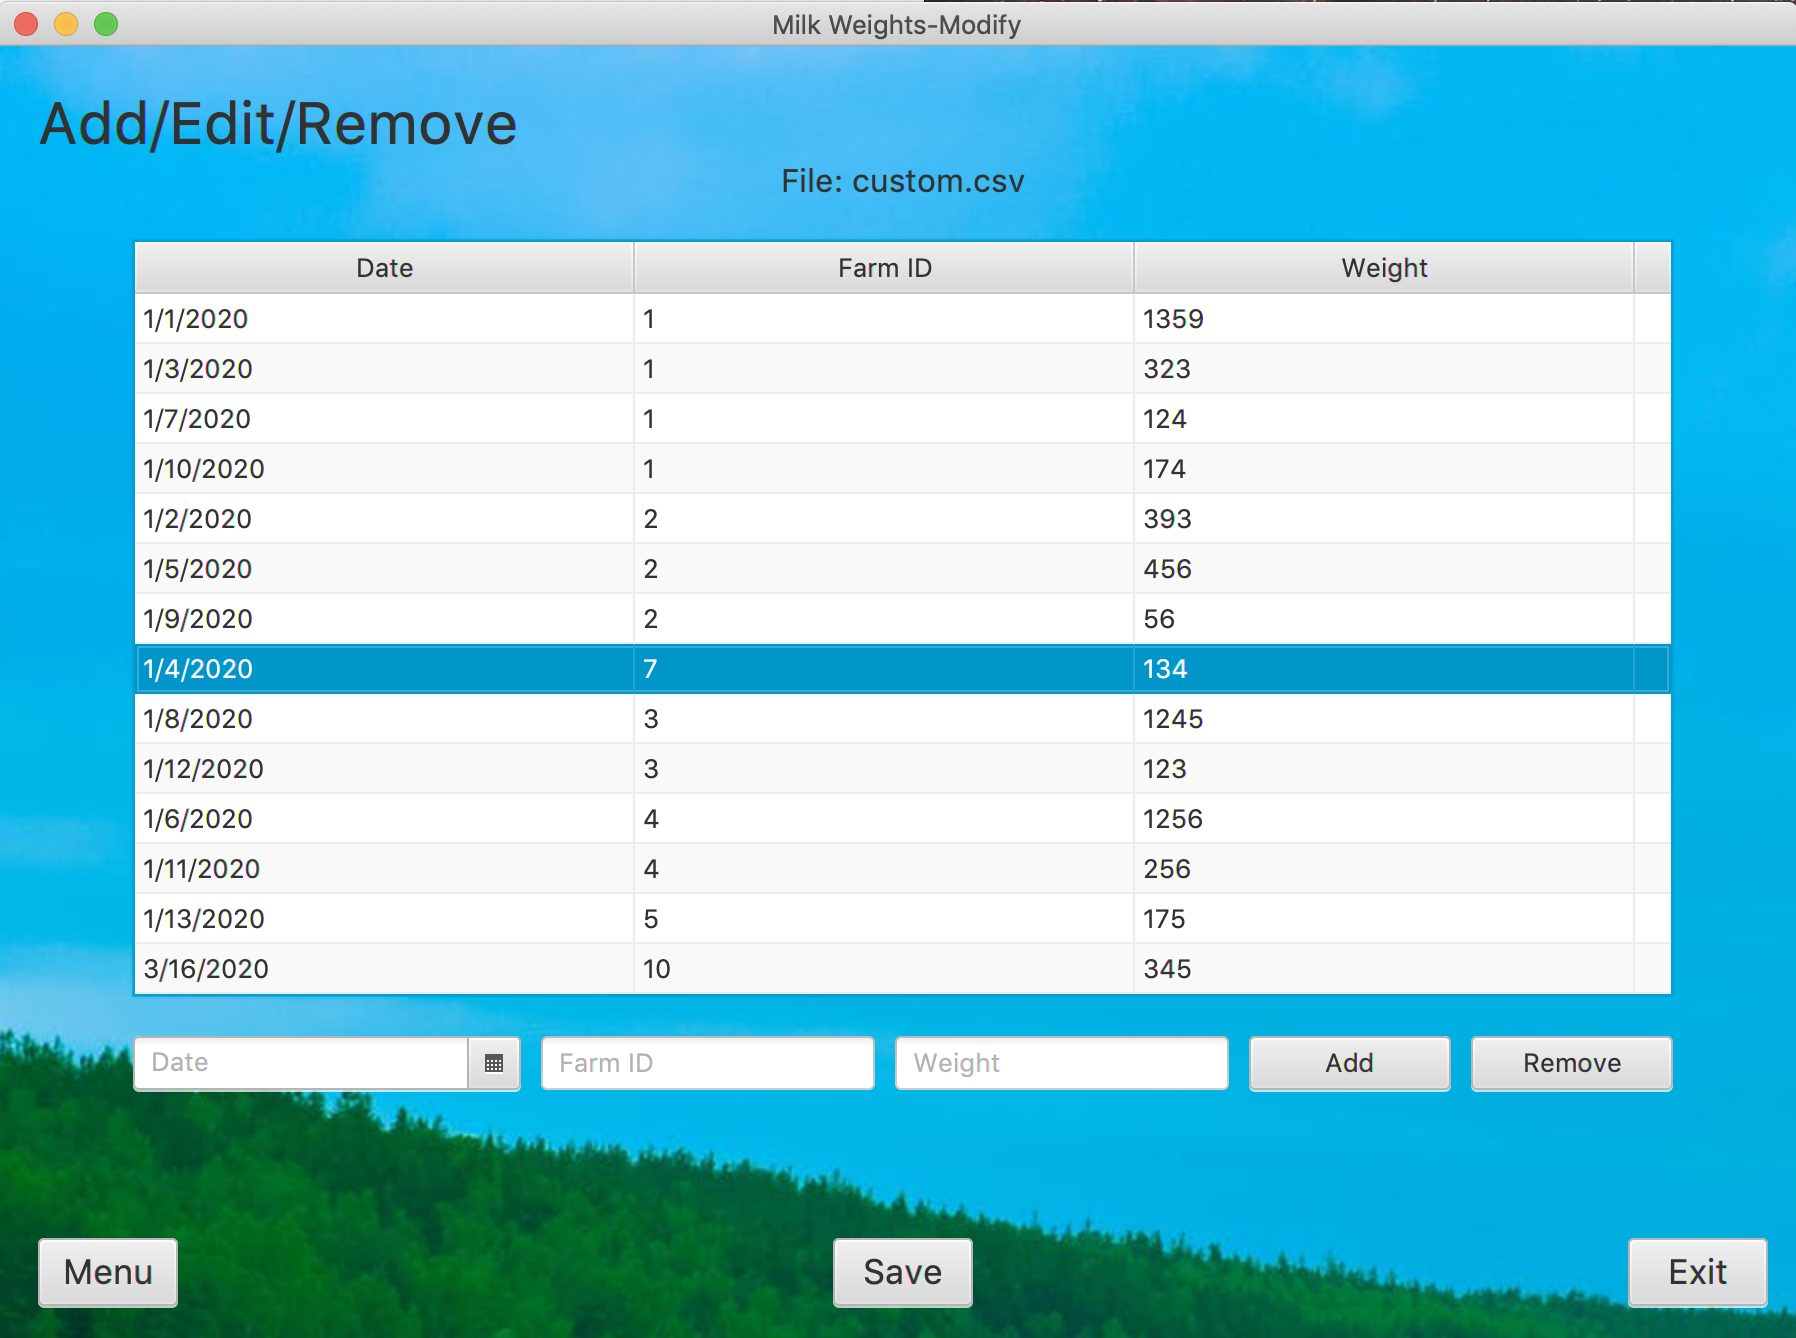 Milk Weights-Modify
Add/Edit/Remove
File: custom.csv
Date Farm ID Weight
1/1/2020 1 1359
1/3/2020 1 323
1/7/2020 1 124
1/10/2020 1 174
1/2/2020 2 393
1/5/2020 2 456
1/9/2020 2 56
1/4/2020 7 134
1/8/2020 3 1245
1/12/2020 3 123
1/6/2020 4 1256
1/11/2020 4 256
1/13/2020 5 175
3/16/2020 10 345
Date Farm ID Weight Add Remove
Menu Save Exit